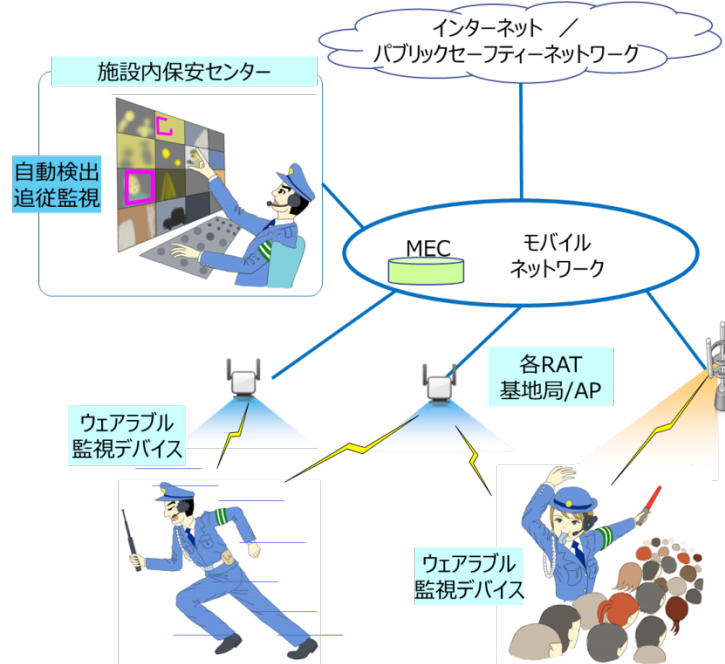 インターネット ／
パブリックセーフティーネットワーク
施設内保安センター
自動検出
追従監視
MEC
モバイル
ネットワーク
各RAT
基地局/AP
ウェアラブル
監視デバイス
ウェアラブル
監視デバイス